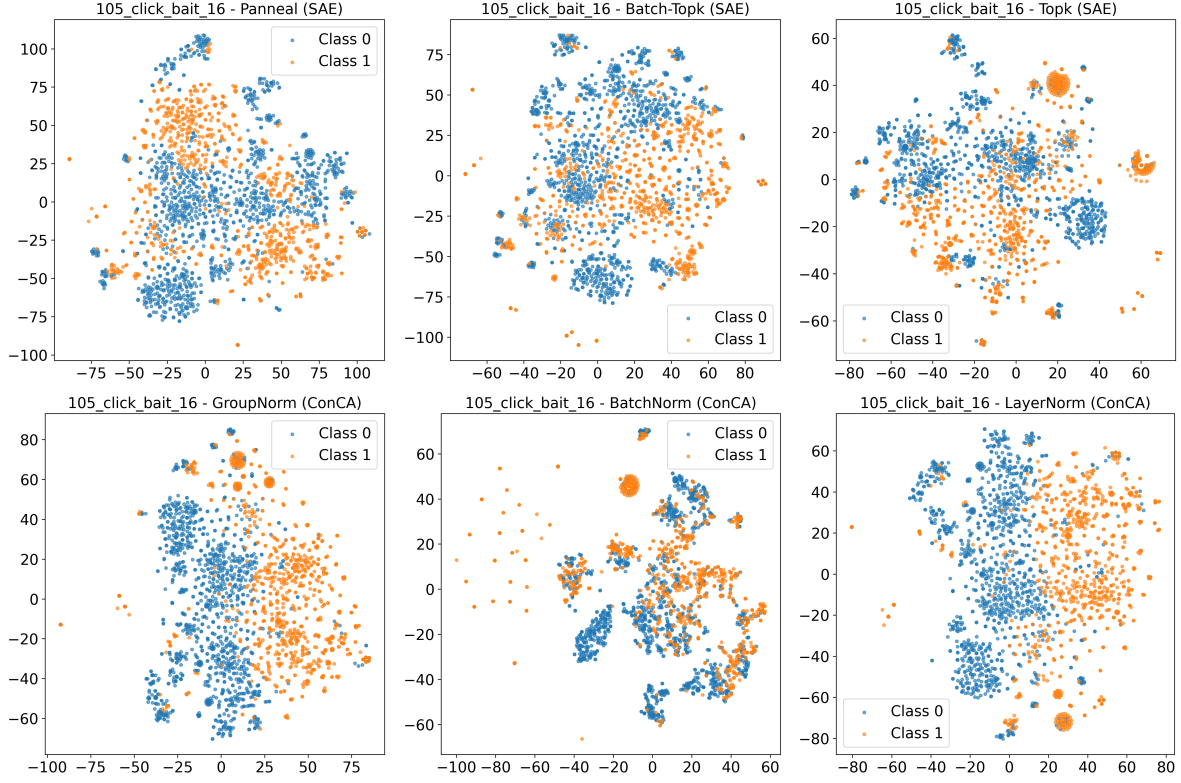 105_click_bait_16 - Panneal (SAE)
100
75
50
25
0
−25
−50
−75
−100
−75 −50 −25 0 25 50 75 100
Class 0
Class 1
105_click_bait_16 - Batch-Topk (SAE)
75
50
25
0
−25
−50
−75
−100
−60 −40 −20 0 20 40 60 80
Class 0
Class 1
105_click_bait_16 - Topk (SAE)
60
40
20
0
−20
−40
−60
−80 −60 −40 −20 0 20 40 60
Class 0
Class 1
105_click_bait_16 - GroupNorm (ConCA)
80
60
40
20
0
−20
−40
−60
−100 −75 −50 −25 0 25 50 75
Class 0
Class 1
105_click_bait_16 - BatchNorm (ConCA)
60
40
20
0
−20
−40
−60
−100 −80 −60 −40 −20 0 20 40 60
Class 0
Class 1
105_click_bait_16 - LayerNorm (ConCA)
60
40
20
0
−20
−40
−60
−80
−80 −60 −40 −20 0 20 40 60 80
Class 0
Class 1